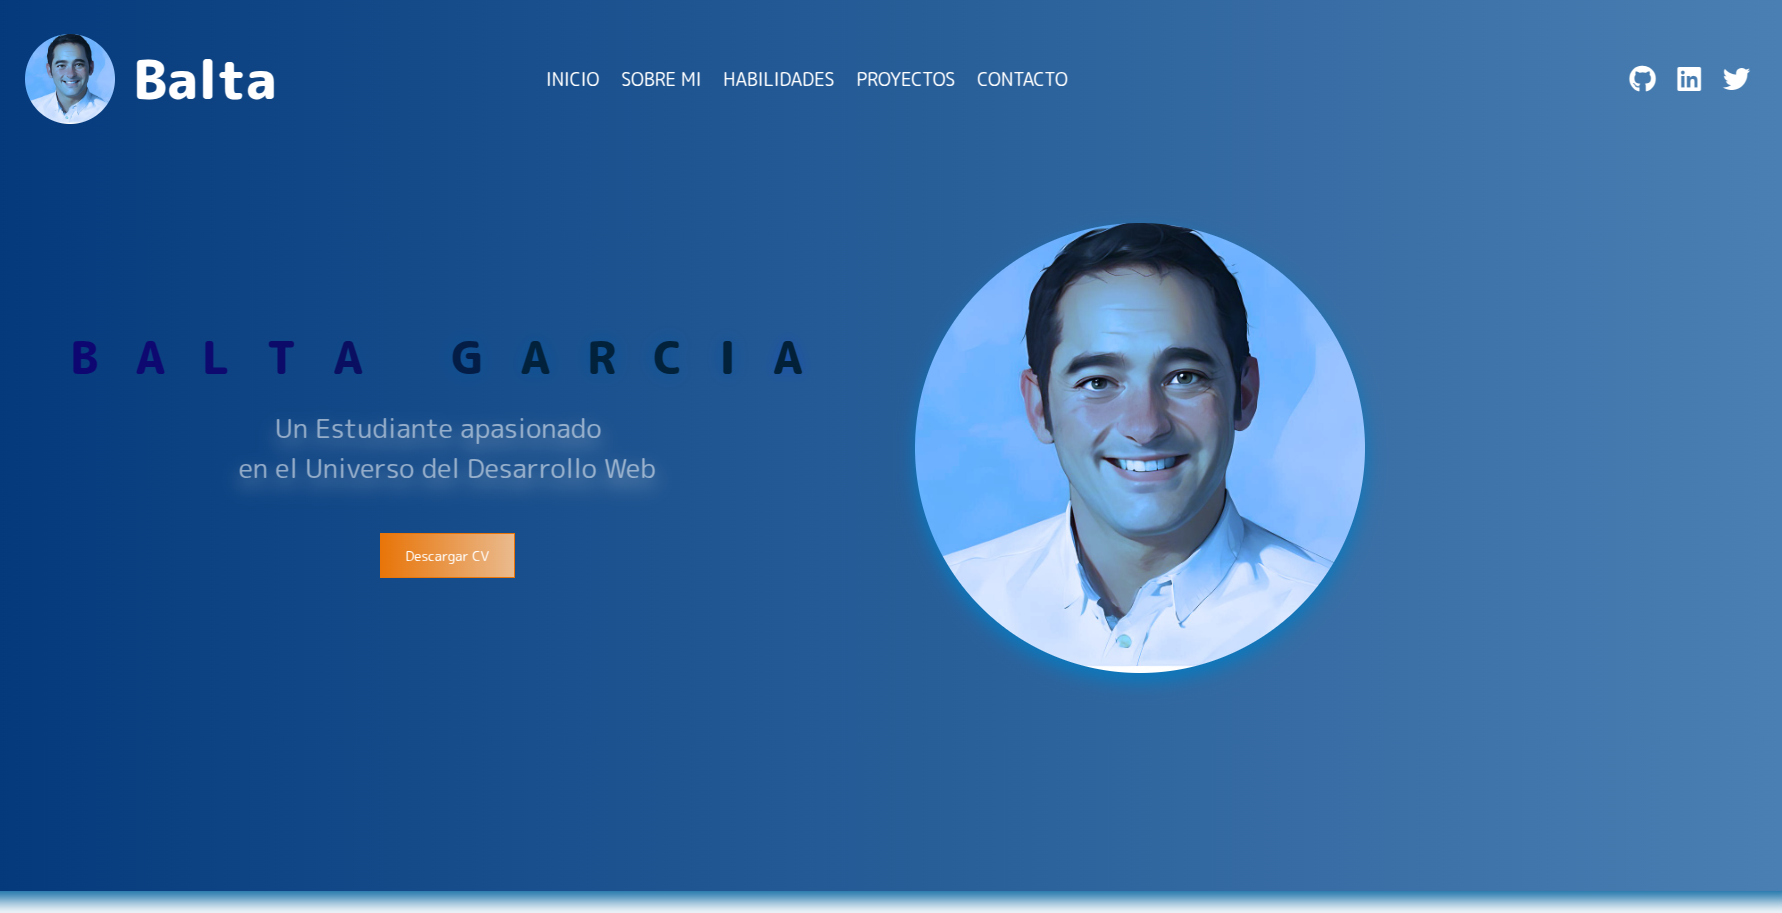 Balta
INICIO SOBRE MI HABILIDADES PROYECTOS CONTACTO
BALTA GARCIA
Un Estudiante apasionado
en el Universo del Desarrollo Web
Descargar CV